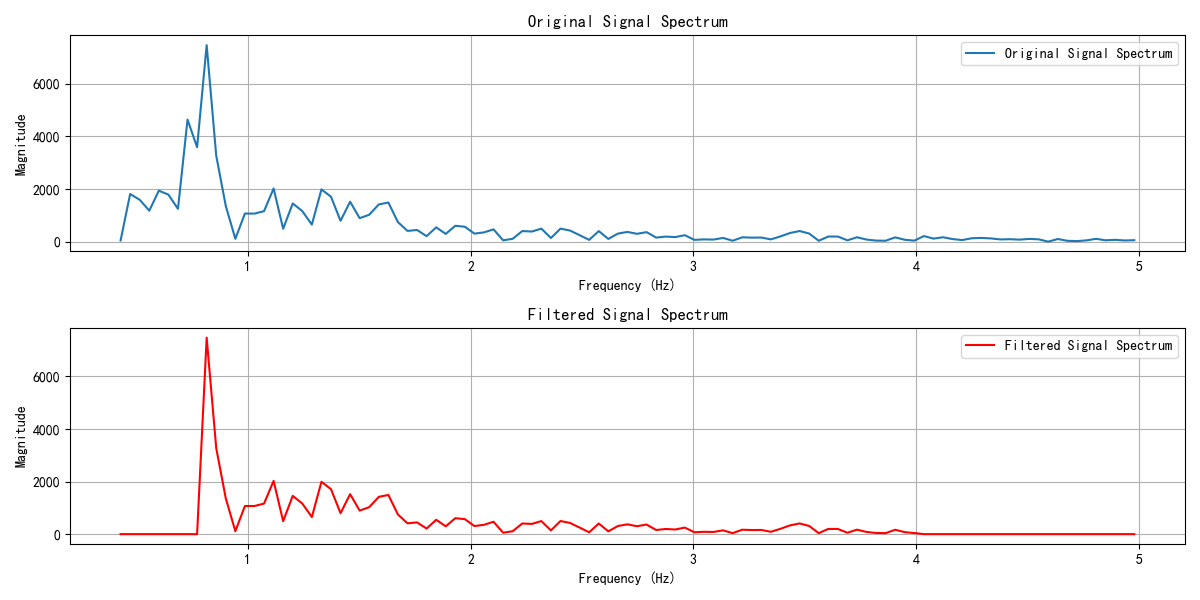 Original Signal Spectrum
Original Signal Spectrum
6000
4000
2000
0
Magnitude
1 2 3 4 5
Frequency (Hz)
Filtered Signal Spectrum
Filtered Signal Spectrum
6000
4000
2000
0
Magnitude
1 2 3 4 5
Frequency (Hz)